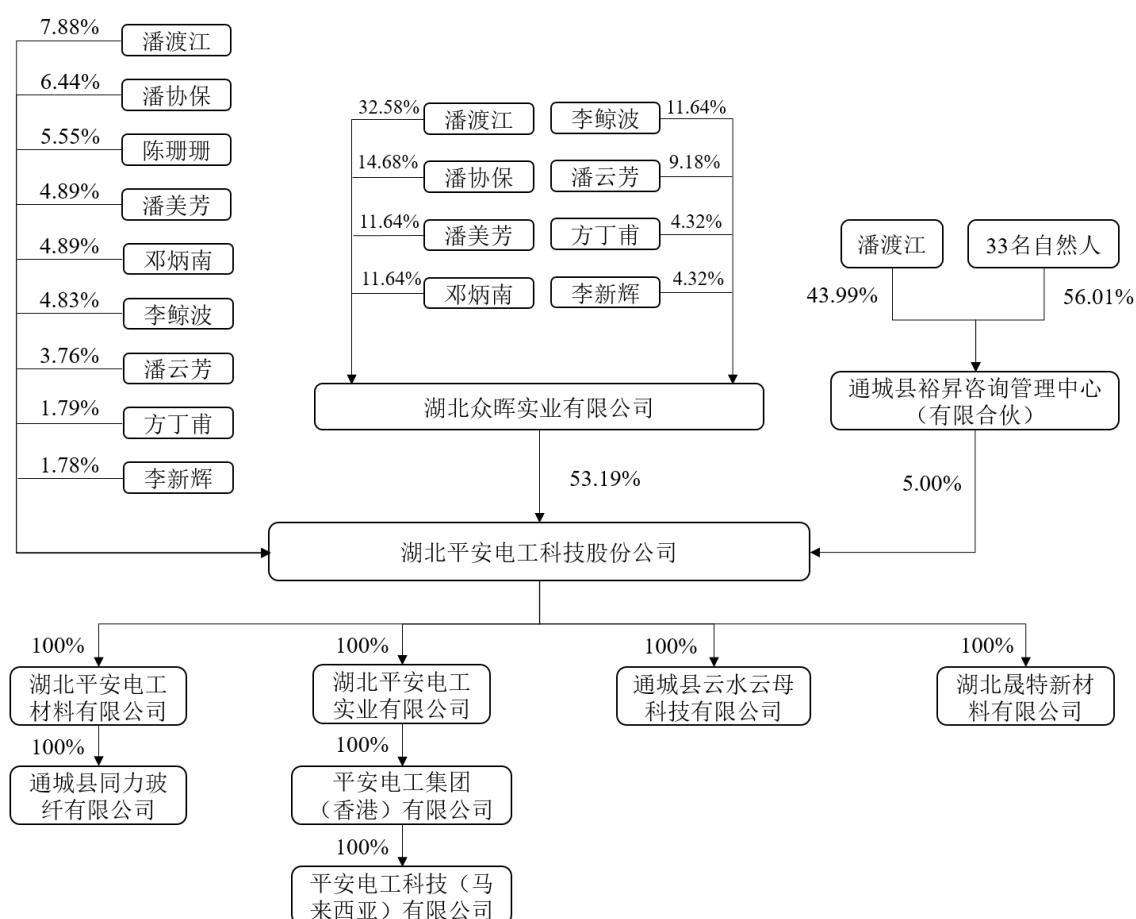 7.88%
潘渡江
6.44%
潘协保
5.55%
陈珊珊
4.89%
潘美芳
4.89%
邓炳南
4.83%
李鲸波
3.76%
潘云芳
1.79%
方丁甫
1.78%
李新辉
32.58%
潘渡江
李鲸波
11.64%
14.68%
潘协保
潘云芳
9.18%
11.64%
潘美芳
方丁甫
4.32%
11.64%
邓炳南
李新辉
4.32%
湖北众晖实业有限公司
53.19%
潘渡江
33名自然人
43.99%
56.01%
通城县裕昇咨询管理中心
（有限合伙）
5.00%
湖北平安电工科技股份公司
100%
100%
100%
100%
湖北平安电工
材料有限公司
湖北平安电工
实业有限公司
通城县云水云母
科技有限公司
湖北晟特新材
料有限公司
100%
100%
通城县同力玻
纤有限公司
平安电工集团
（香港）有限公司
100%
平安电工科技（马
来西亚）有限公司